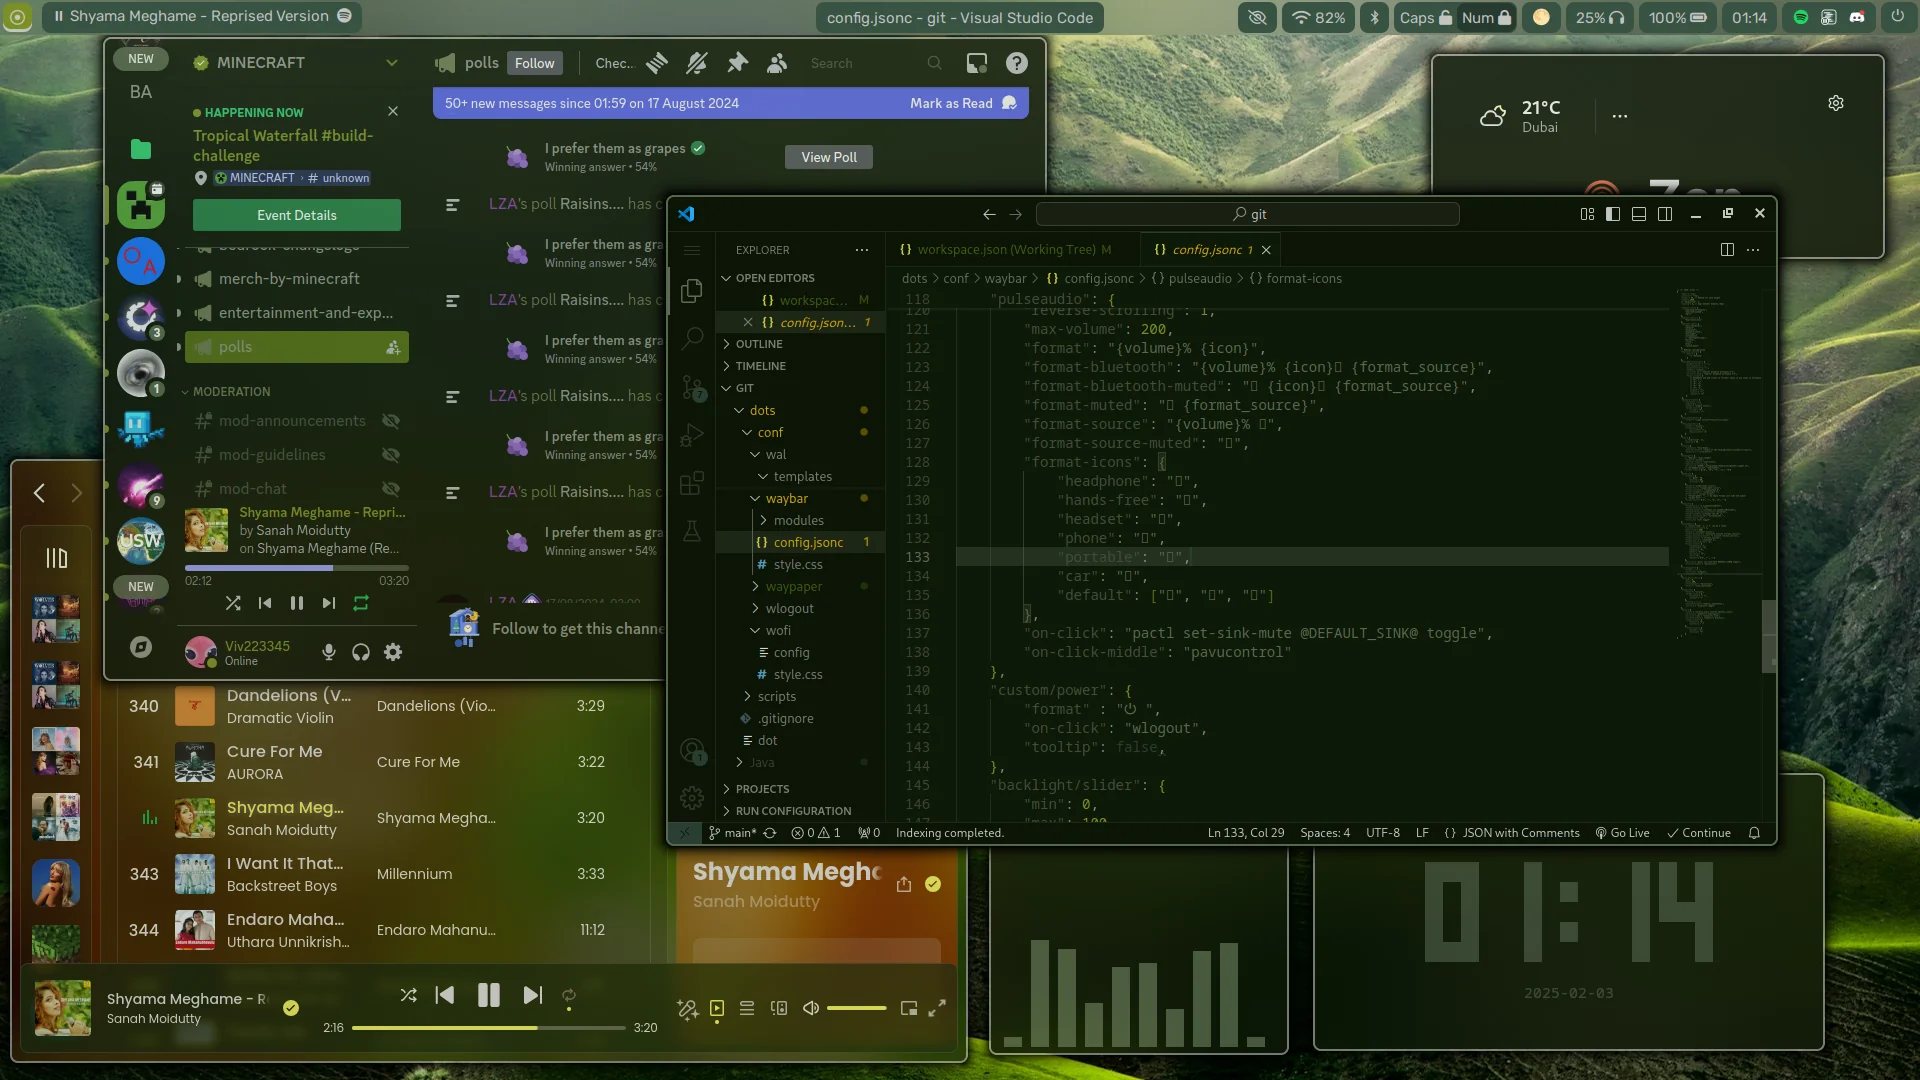 Shyama Meghame - Reprised Version
config.jsonc - git - Visual Studio Code
82%
Caps
Num
25%
100%
01:14
NEW
BA
MINECRAFT
HAPPENING NOW
Tropical Waterfall #build-
challenge
MINECRAFT › # unknown
Event Details
bedrock-changelogs
merch-by-minecraft
entertainment-and-exp...
polls
MODERATION
mod-announcements
mod-guidelines
mod-chat
3
1
9
USW
NEW
Shyama Meghame - Repri...
by Sanah Moidutty
on Shyama Meghame (Re...
02:12
03:20
Viv223345
Online
polls
Follow
Chec...
Search
50+ new messages since 01:59 on 17 August 2024
Mark as Read
I prefer them as grapes
Winning answer • 54%
View Poll
LZA's poll Raisins.... has c
I prefer them as gra
Winning answer • 54%
LZA's poll Raisins.... has c
I prefer them as gra
Winning answer • 54%
LZA's poll Raisins.... has c
I prefer them as gra
Winning answer • 54%
LZA's poll Raisins.... has c
I prefer them as gra
Winning answer • 54%
LZA
17/08/2024, 02:00
Follow to get this channe
21°C
Dubai
Zen
git
EXPLORER
OPEN EDITORS
workspac... M
config.json... 1
OUTLINE
TIMELINE
GIT
dots
conf
wal
templates
waybar
modules
config.jsonc 1
style.css
waypaper
wlogout
wofi
config
style.css
scripts
.gitignore
dot
Java
PROJECTS
RUN CONFIGURATION
7
1
{} workspace.json (Working Tree) M
{} config.jsonc 1
dots > conf > waybar > {} config.jsonc > {} pulseaudio > {} format-icons
118 "pulseaudio": {
120 "reverse-scrolling": 1,
121 "max-volume": 200,
122 "format": "{volume}% {icon}",
123 "format-bluetooth": "{volume}% {icon} {format_source}",
124 "format-bluetooth-muted": " {icon} {format_source}",
125 "format-muted": " {format_source}",
126 "format-source": "{volume}% ",
127 "format-source-muted": "",
128 "format-icons": {
129 "headphone": "",
130 "hands-free": "",
131 "headset": "",
132 "phone": "",
133 "portable": "",
134 "car": "",
135 "default": ["", "", ""]
136 },
137 "on-click": "pactl set-sink-mute @DEFAULT_SINK@ toggle",
138 "on-click-middle": "pavucontrol"
139 },
140 "custom/power": {
141 "format" : "⏻ ",
142 "on-click": "wlogout",
143 "tooltip": false,
144 },
145 "backlight/slider": {
146 "min": 0,
147 "max": 100
main*
0
1
0
Indexing completed.
Ln 133, Col 29
Spaces: 4
UTF-8
LF
{} JSON with Comments
Go Live
Continue
340
Dandelions (V...
Dramatic Violin
Dandelions (Vio...
3:29
341
Cure For Me
AURORA
Cure For Me
3:22
Shyama Meg...
Sanah Moidutty
Shyama Megha...
3:20
343
I Want It That...
Backstreet Boys
Millennium
3:33
344
Endaro Maha...
Uthara Unnikrish...
Endaro Mahanu...
11:12
Shyama Megha
Sanah Moidutty
Shyama Meghame - R
Sanah Moidutty
2:16
3:20
01:14
2025-02-03